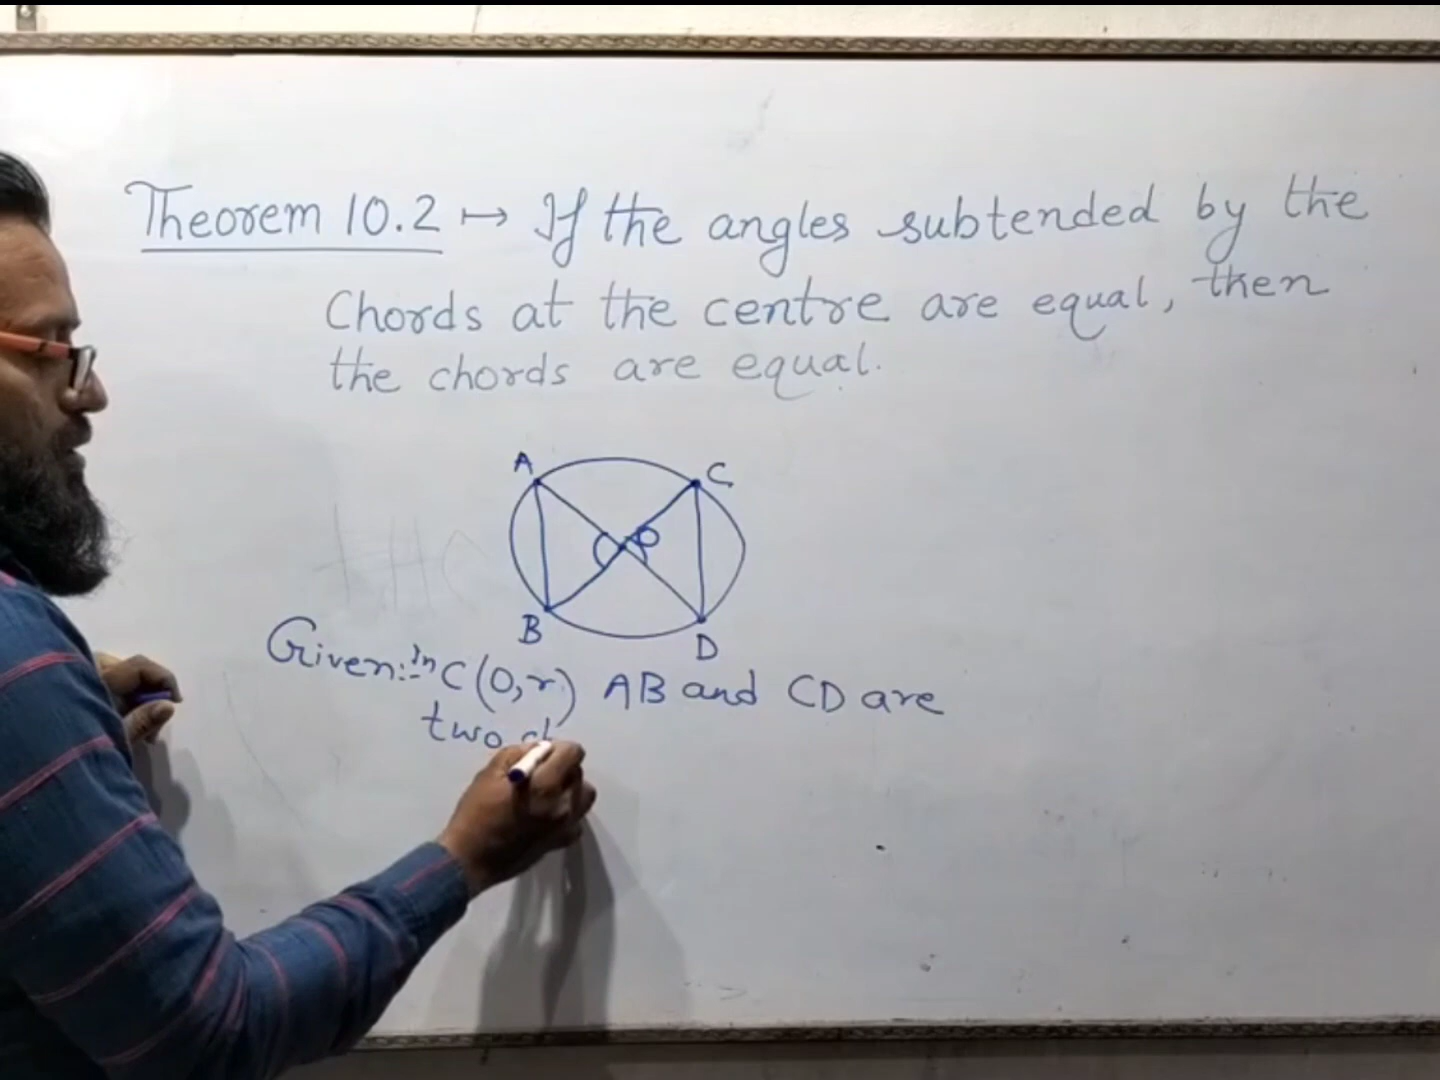 Theorem 10.2 ↦ If the angles subtended by the
Chords at the centre are equal, then
the chords are equal.
A
C
O
B
D
Given:- In C(O,r) AB and CD are
two ch